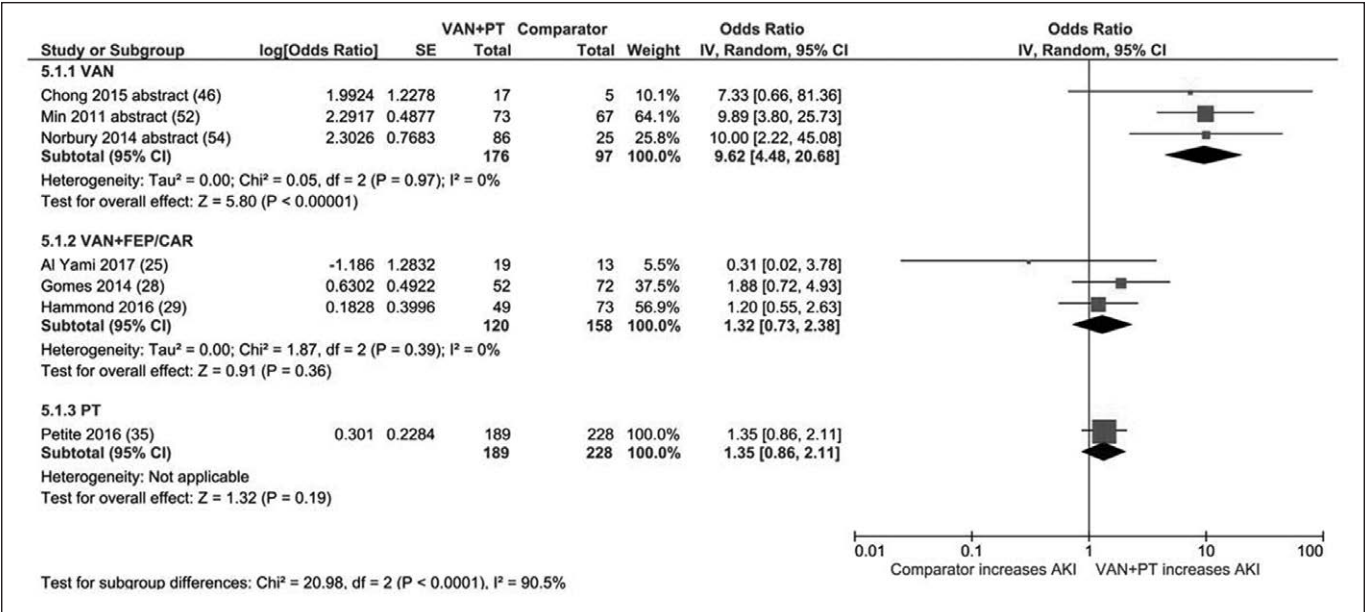 VAN+PT Comparator Odds Ratio Odds Ratio
Study or Subgroup log[Odds Ratio] SE Total Total Weight IV, Random, 95% CI IV, Random, 95% CI
5.1.1 VAN
Chong 2015 abstract (46) 1.9924 1.2278 17 5 10.1% 7.33 [0.66, 81.36]
Min 2011 abstract (52) 2.2917 0.4877 73 67 64.1% 9.89 [3.80, 25.73]
Norbury 2014 abstract (54) 2.3026 0.7683 86 25 25.8% 10.00 [2.22, 45.08]
Subtotal (95% CI) 176 97 100.0% 9.62 [4.48, 20.68]
Heterogeneity: Tau² = 0.00; Chi² = 0.05, df = 2 (P = 0.97); I² = 0%
Test for overall effect: Z = 5.80 (P < 0.00001)
5.1.2 VAN+FEP/CAR
Al Yami 2017 (25) -1.186 1.2832 19 13 5.5% 0.31 [0.02, 3.78]
Gomes 2014 (28) 0.6302 0.4922 52 72 37.5% 1.88 [0.72, 4.93]
Hammond 2016 (29) 0.1828 0.3996 49 73 56.9% 1.20 [0.55, 2.63]
Subtotal (95% CI) 120 158 100.0% 1.32 [0.73, 2.38]
Heterogeneity: Tau² = 0.00; Chi² = 1.87, df = 2 (P = 0.39); I² = 0%
Test for overall effect: Z = 0.91 (P = 0.36)
5.1.3 PT
Petite 2016 (35) 0.301 0.2284 189 228 100.0% 1.35 [0.86, 2.11]
Subtotal (95% CI) 189 228 100.0% 1.35 [0.86, 2.11]
Heterogeneity: Not applicable
Test for overall effect: Z = 1.32 (P = 0.19)
0.01 0.1 1 10 100
Comparator increases AKI VAN+PT increases AKI
Test for subgroup differences: Chi² = 20.98, df = 2 (P < 0.0001), I² = 90.5%